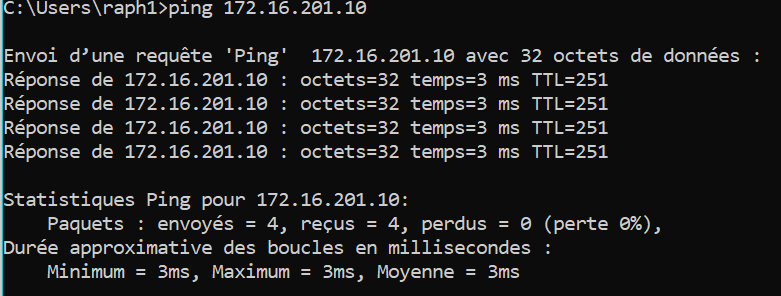 C:\Users\raph1>ping 172.16.201.10
Envoi d’une requête 'Ping'  172.16.201.10 avec 32 octets de données :
Réponse de 172.16.201.10 : octets=32 temps=3 ms TTL=251
Réponse de 172.16.201.10 : octets=32 temps=3 ms TTL=251
Réponse de 172.16.201.10 : octets=32 temps=3 ms TTL=251
Réponse de 172.16.201.10 : octets=32 temps=3 ms TTL=251
Statistiques Ping pour 172.16.201.10:
    Paquets : envoyés = 4, reçus = 4, perdus = 0 (perte 0%),
Durée approximative des boucles en millisecondes :
    Minimum = 3ms, Maximum = 3ms, Moyenne = 3ms